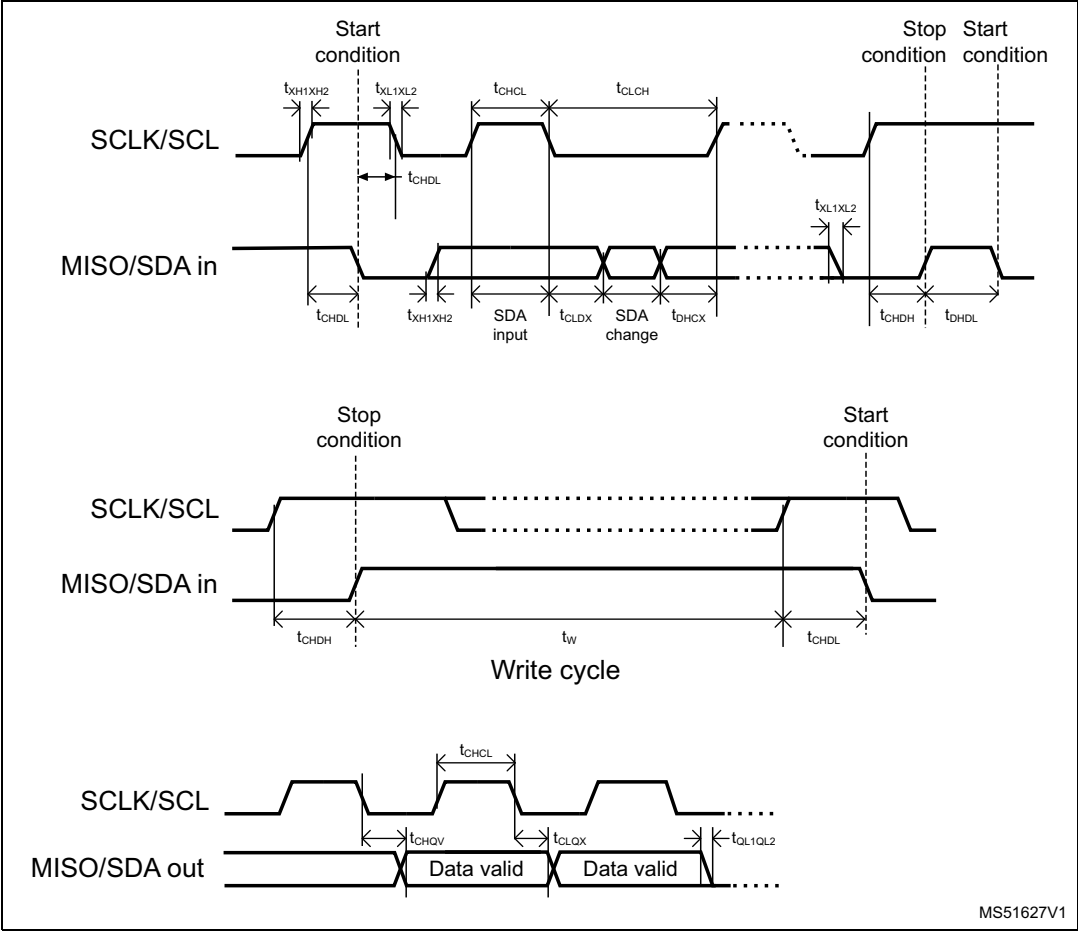 Start
condition
Stop
condition
Start
condition
tXH1XH2
tXL1XL2
tCHCL
tCLCH
SCLK/SCL
tCHDL
tXL1XL2
MISO/SDA in
tCHDL
tXH1XH2
SDA
input
tCLDX
SDA
change
tDHCX
tCHDH
tDHDL
Stop
condition
Start
condition
SCLK/SCL
MISO/SDA in
tCHDH
tW
tCHDL
Write cycle
tCHCL
SCLK/SCL
tCHQV
tCLQX
tQL1QL2
MISO/SDA out
Data valid
Data valid
MS51627V1